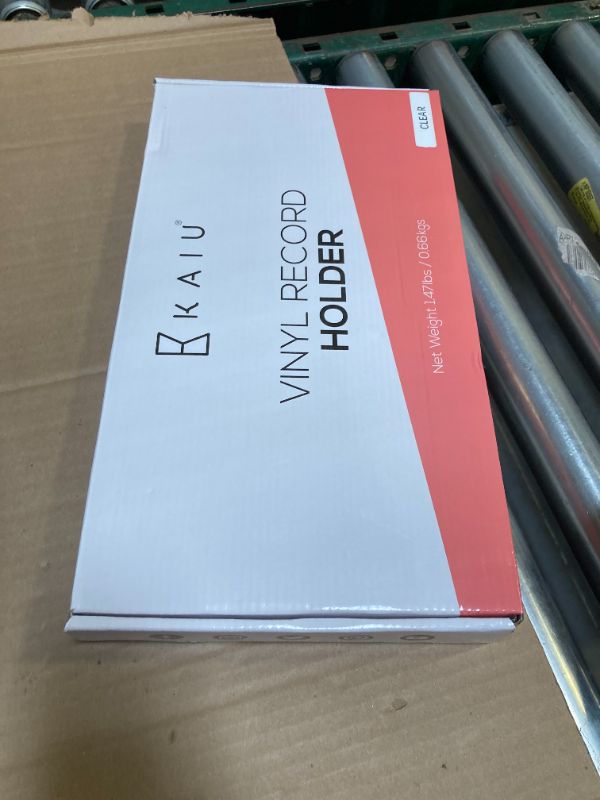 KAIU®
VINYL RECORD
HOLDER
Net Weight 1.47lbs / 0.66kgs
CLEAR